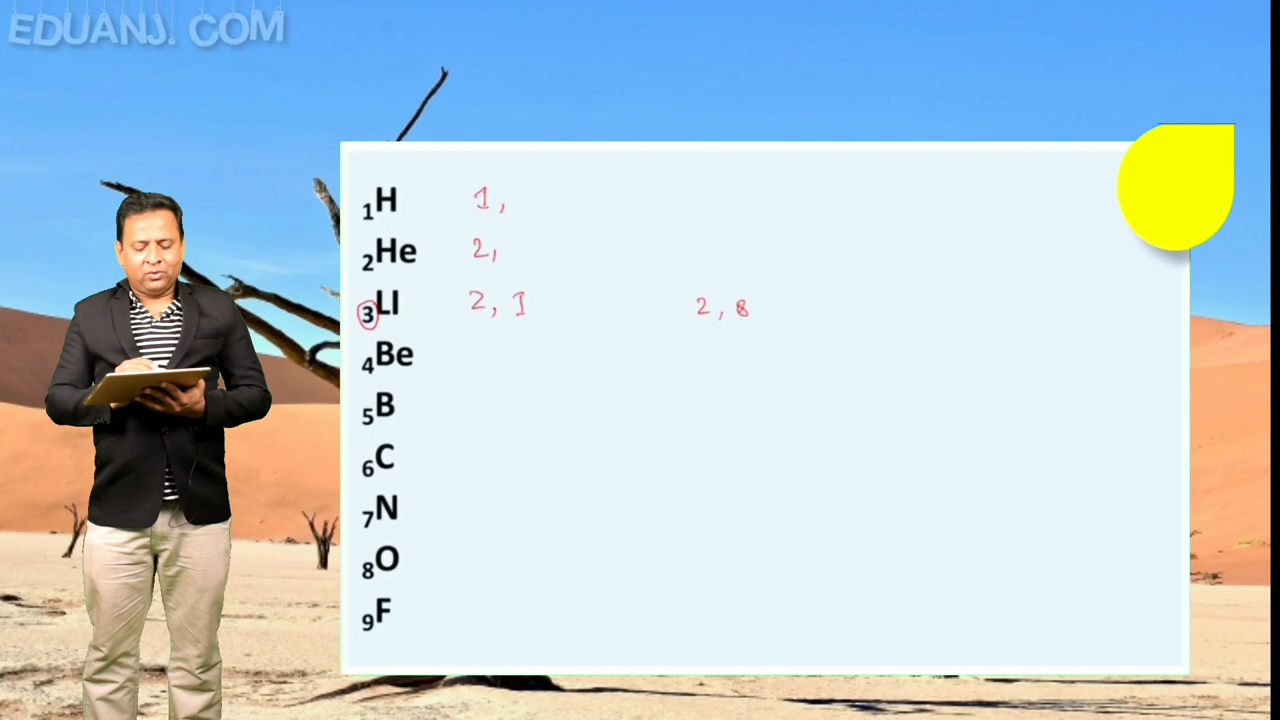 EDUANJ. COM
₁H 1,
₂He 2,
₃LI 2, 1 2, 8
₄Be
₅B
₆C
₇N
₈O
₉F